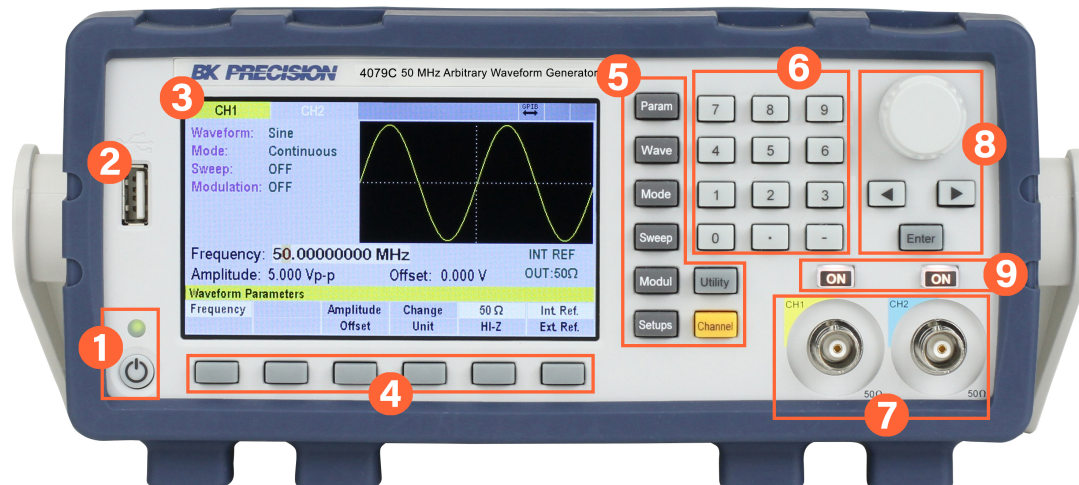 BK PRECISION 4079C 50 MHz Arbitrary Waveform Generator
1
2
3
4
5
6
7
8
9
CH1 CH2 GPIB
Waveform: Sine
Mode: Continuous
Sweep: OFF
Modulation: OFF
Frequency: 50.00000000 MHz INT REF
Amplitude: 5.000 Vp-p Offset: 0.000 V OUT:50Ω
Waveform Parameters
Frequency Amplitude Change 50 Ω Int. Ref.
Offset Unit HI-Z Ext. Ref.
Param
Wave
Mode
Sweep
Modul Utility
Setups Channel
7 8 9
4 5 6
1 2 3
0 . -
Enter
ON ON
CH1 CH2
50Ω 50Ω